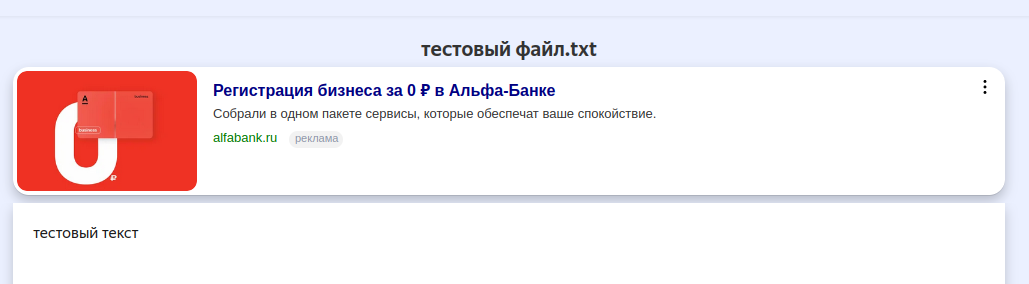 тестовый файл.txt
Регистрация бизнеса за 0 ₽ в Альфа-Банке
Собрали в одном пакете сервисы, которые обеспечат ваше спокойствие.
alfabank.ru реклама
тестовый текст